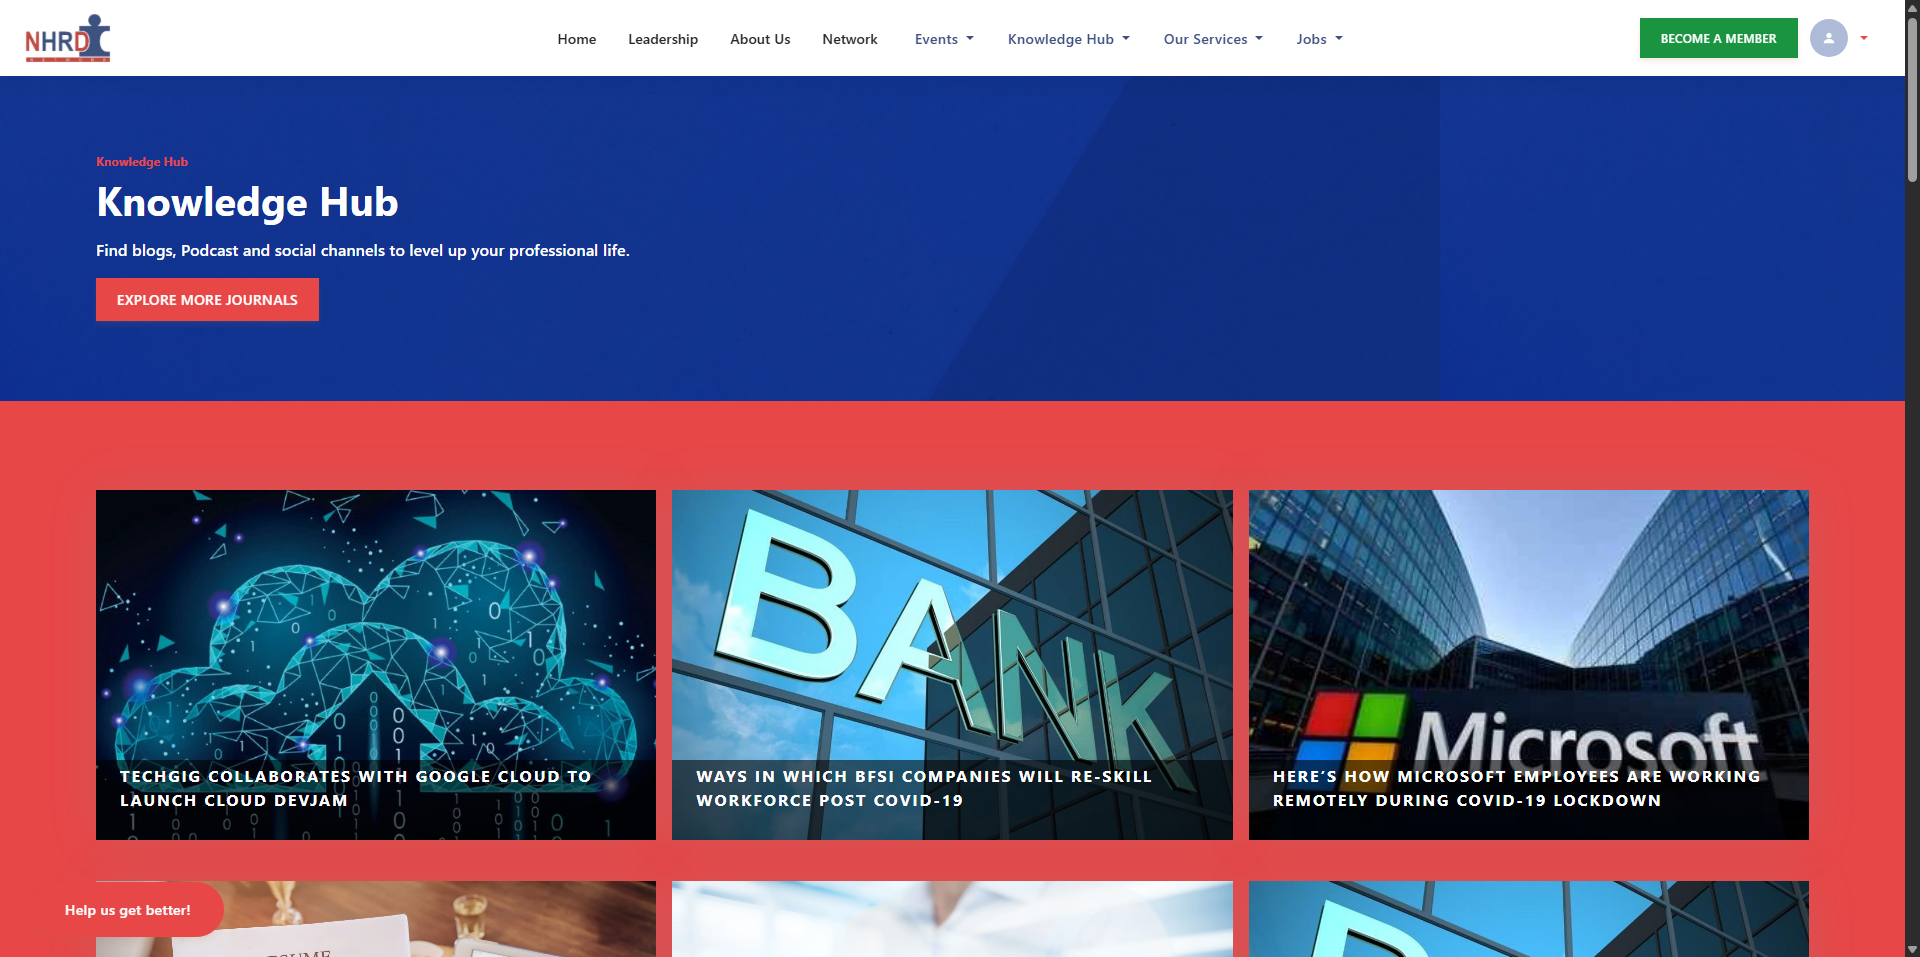 NHRD
NETWORK
Home
Leadership
About Us
Network
Events
Knowledge Hub
Our Services
Jobs
BECOME A MEMBER
Knowledge Hub
Knowledge Hub
Find blogs, Podcast and social channels to level up your professional life.
EXPLORE MORE JOURNALS
BANK
Microsoft
TECHGIG COLLABORATES WITH GOOGLE CLOUD TO
LAUNCH CLOUD DEVJAM
WAYS IN WHICH BFSI COMPANIES WILL RE-SKILL
WORKFORCE POST COVID-19
HERE’S HOW MICROSOFT EMPLOYEES ARE WORKING
REMOTELY DURING COVID-19 LOCKDOWN
Help us get better!